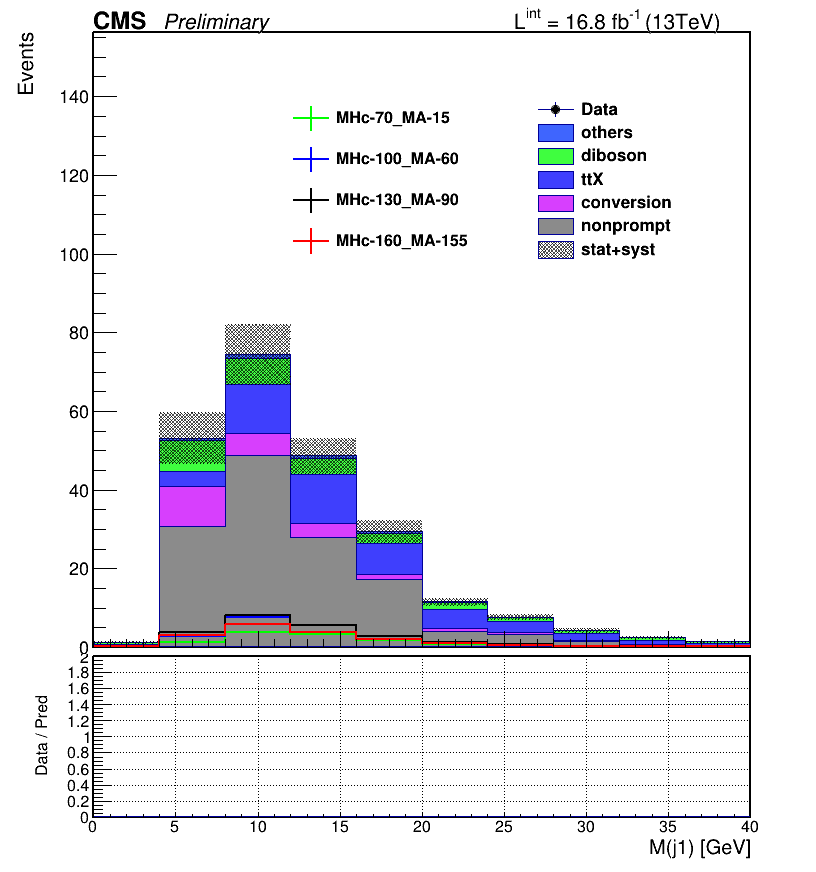 CMS Preliminary L^int = 16.8 fb^-1 (13TeV)
Events
140
120
100
80
60
40
20
0
MHc-70_MA-15
MHc-100_MA-60
MHc-130_MA-90
MHc-160_MA-155
Data
others
diboson
ttX
conversion
nonprompt
stat+syst
Data / Pred
2
1.8
1.6
1.4
1.2
1
0.8
0.6
0.4
0.2
0
0 5 10 15 20 25 30 35 40
M(j1) [GeV]